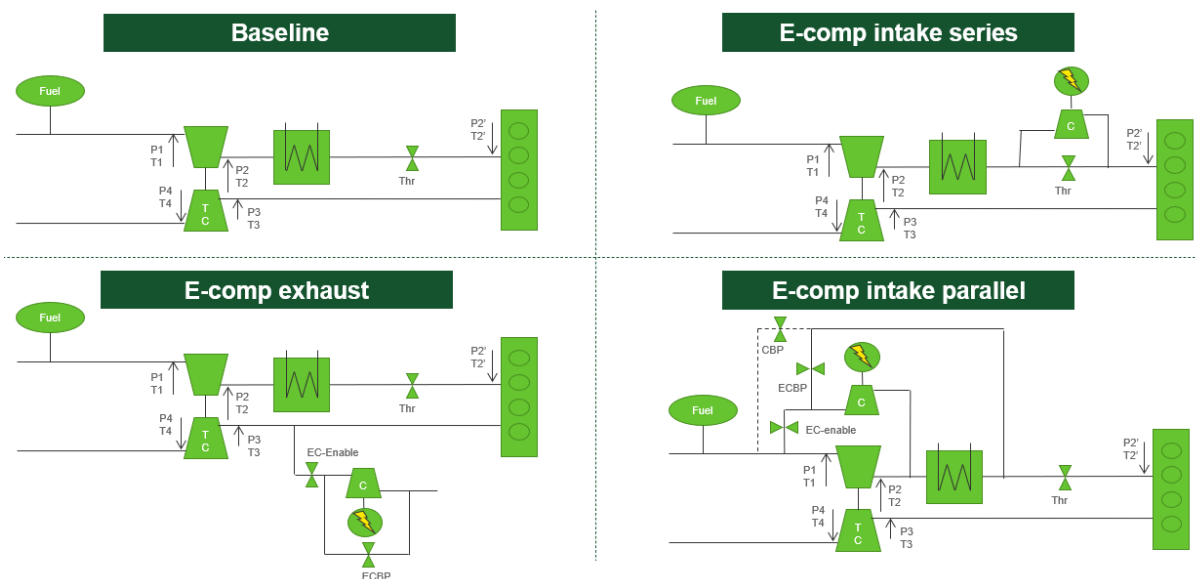 Baseline
Fuel
P1
T1
P2
T2
P2'
T2'
Thr
P4
T4
T
C
P3
T3
E-comp intake series
Fuel
C
P1
T1
P2
T2
P2'
T2'
Thr
P4
T4
T
C
P3
T3
E-comp exhaust
Fuel
P1
T1
P2
T2
P2'
T2'
Thr
P4
T4
T
C
P3
T3
EC-Enable
C
ECBP
E-comp intake parallel
CBP
ECBP
C
Fuel
EC-enable
P1
T1
P2
T2
P2'
T2'
Thr
P4
T4
T
C
P3
T3